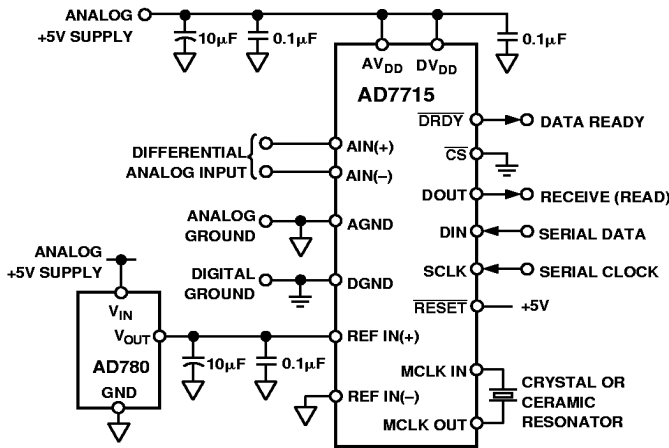 ANALOG
+5V SUPPLY
10µF
0.1µF
0.1µF
AVDD
DVDD
AD7715
DRDY
DATA READY
DIFFERENTIAL
ANALOG INPUT
AIN(+)
AIN(–)
CS
DOUT
RECEIVE (READ)
ANALOG
GROUND
AGND
DIN
SERIAL DATA
ANALOG
+5V SUPPLY
DIGITAL
GROUND
DGND
SCLK
SERIAL CLOCK
RESET
+5V
VIN
VOUT
AD780
GND
10µF
0.1µF
REF IN(+)
REF IN(–)
MCLK IN
MCLK OUT
CRYSTAL OR
CERAMIC
RESONATOR